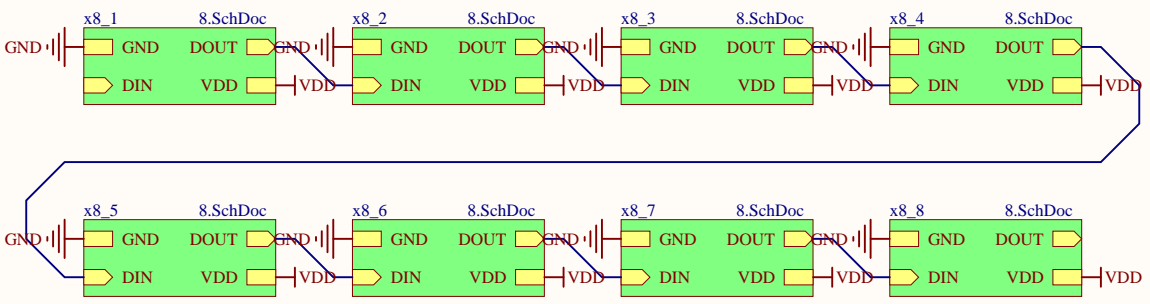 x8_1 8.SchDoc x8_2 8.SchDoc x8_3 8.SchDoc x8_4 8.SchDoc
GND GND DOUT GND GND DOUT GND GND DOUT GND GND DOUT
DIN VDD VDD DIN VDD VDD DIN VDD VDD DIN VDD VDD
x8_5 8.SchDoc x8_6 8.SchDoc x8_7 8.SchDoc x8_8 8.SchDoc
GND GND DOUT GND GND DOUT GND GND DOUT GND GND DOUT
DIN VDD VDD DIN VDD VDD DIN VDD VDD DIN VDD VDD